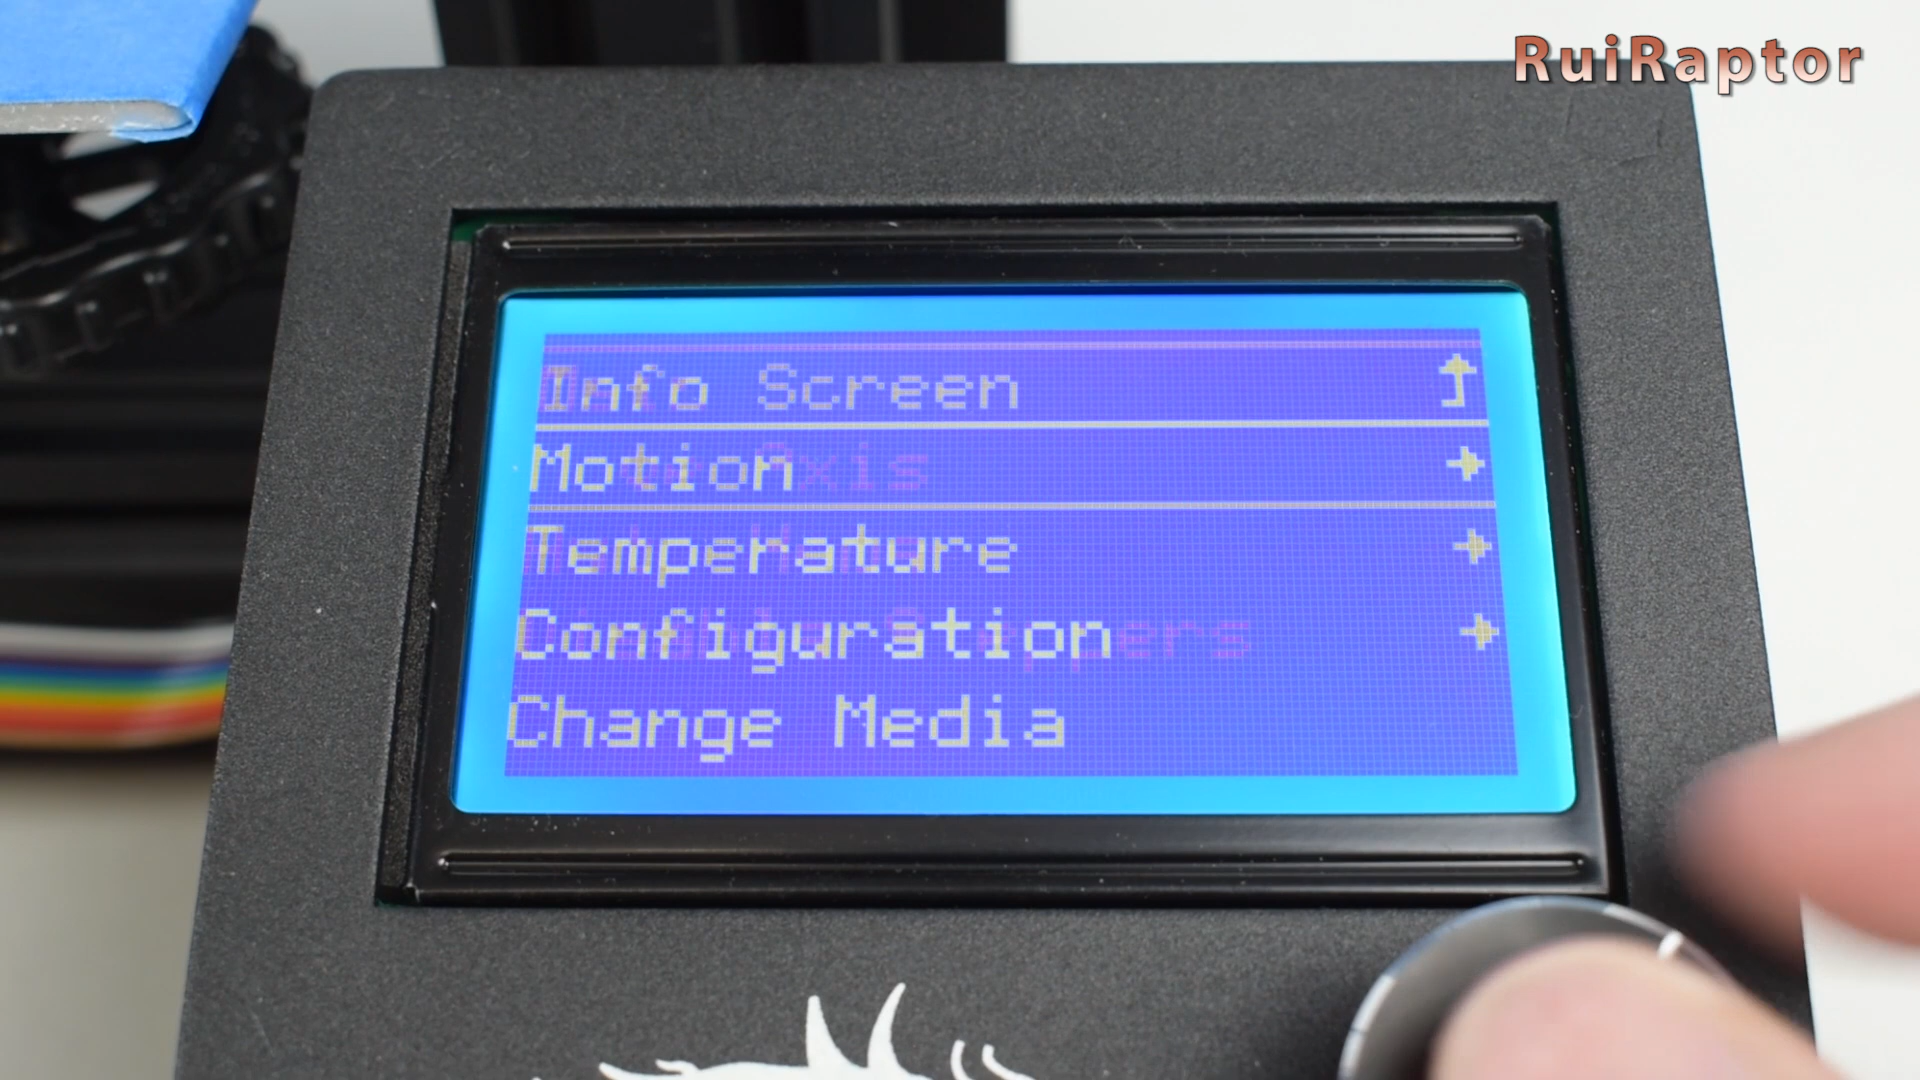 RuiRaptor
Info Screen
Motion
Temperature
Configuration
Change Media